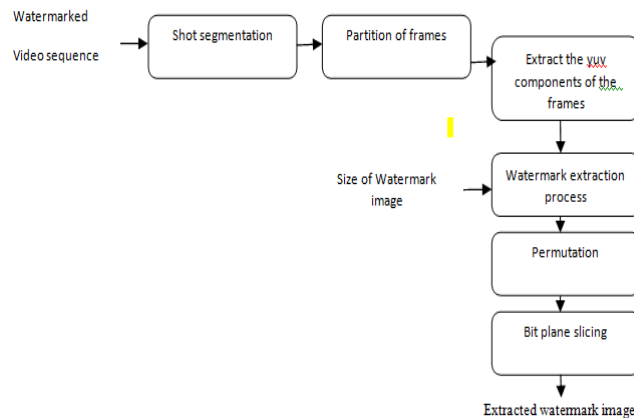 Watermarked
Video sequence
Shot segmentation
Partition of frames
Extract the yuv
components of the
frames
Size of Watermark
image
Watermark extraction
process
Permutation
Bit plane slicing
Extracted watermark image